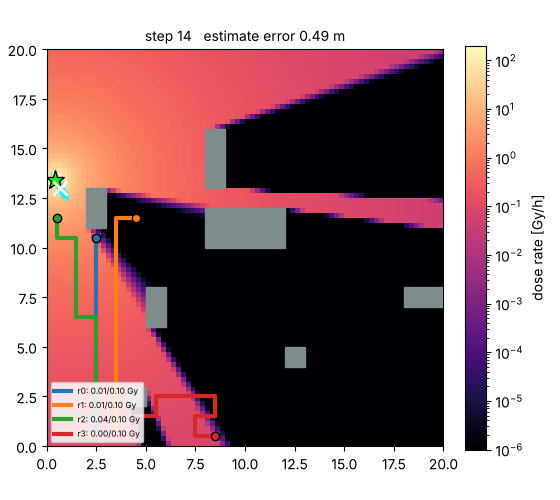 step 14   estimate error 0.49 m
20.0
17.5
15.0
12.5
10.0
7.5
5.0
2.5
0.0
r0: 0.01/0.10 Gy
r1: 0.01/0.10 Gy
r2: 0.04/0.10 Gy
r3: 0.00/0.10 Gy
0.0 2.5 5.0 7.5 10.0 12.5 15.0 17.5 20.0
10²
10¹
10⁰
10⁻¹
10⁻²
10⁻³
10⁻⁴
10⁻⁵
10⁻⁶
dose rate [Gy/h]